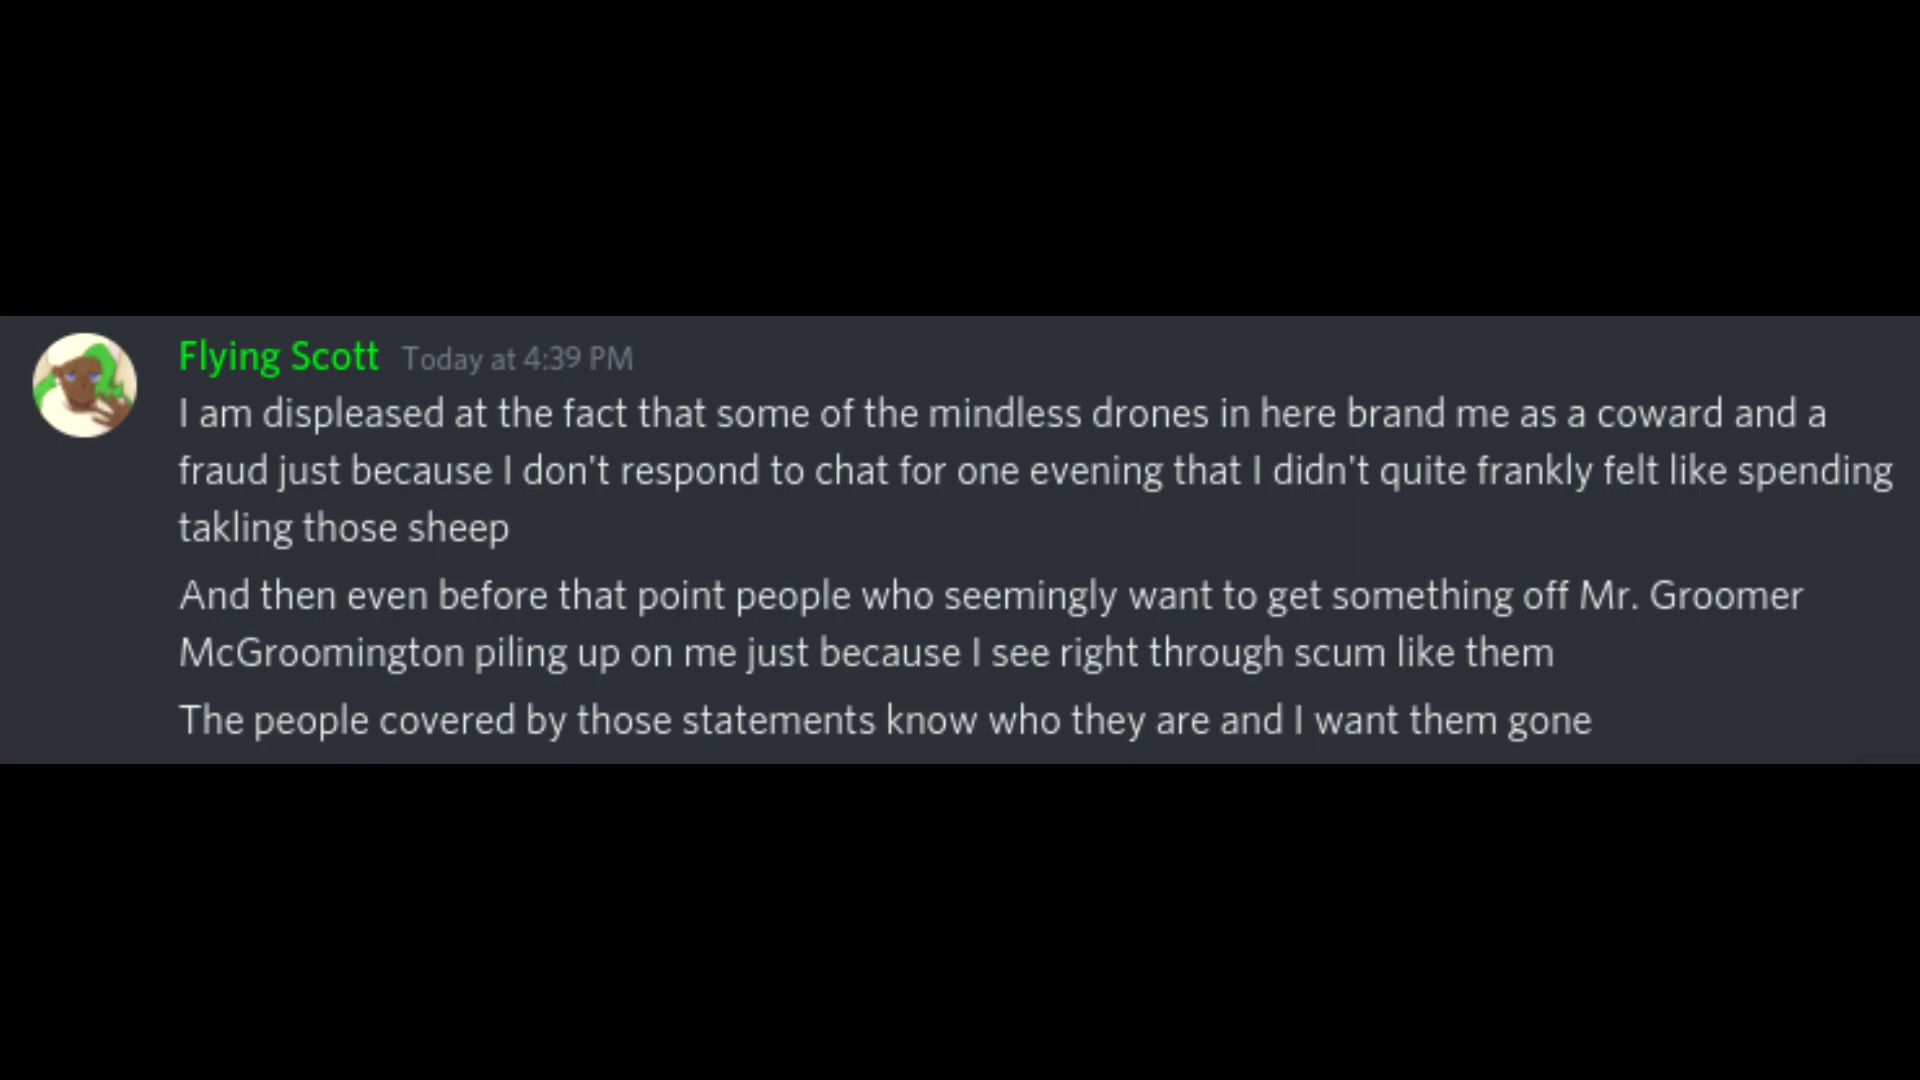 Flying Scott Today at 4:39 PM
I am displeased at the fact that some of the mindless drones in here brand me as a coward and a
fraud just because I don't respond to chat for one evening that I didn't quite frankly felt like spending
takling those sheep
And then even before that point people who seemingly want to get something off Mr. Groomer
McGroomington piling up on me just because I see right through scum like them
The people covered by those statements know who they are and I want them gone